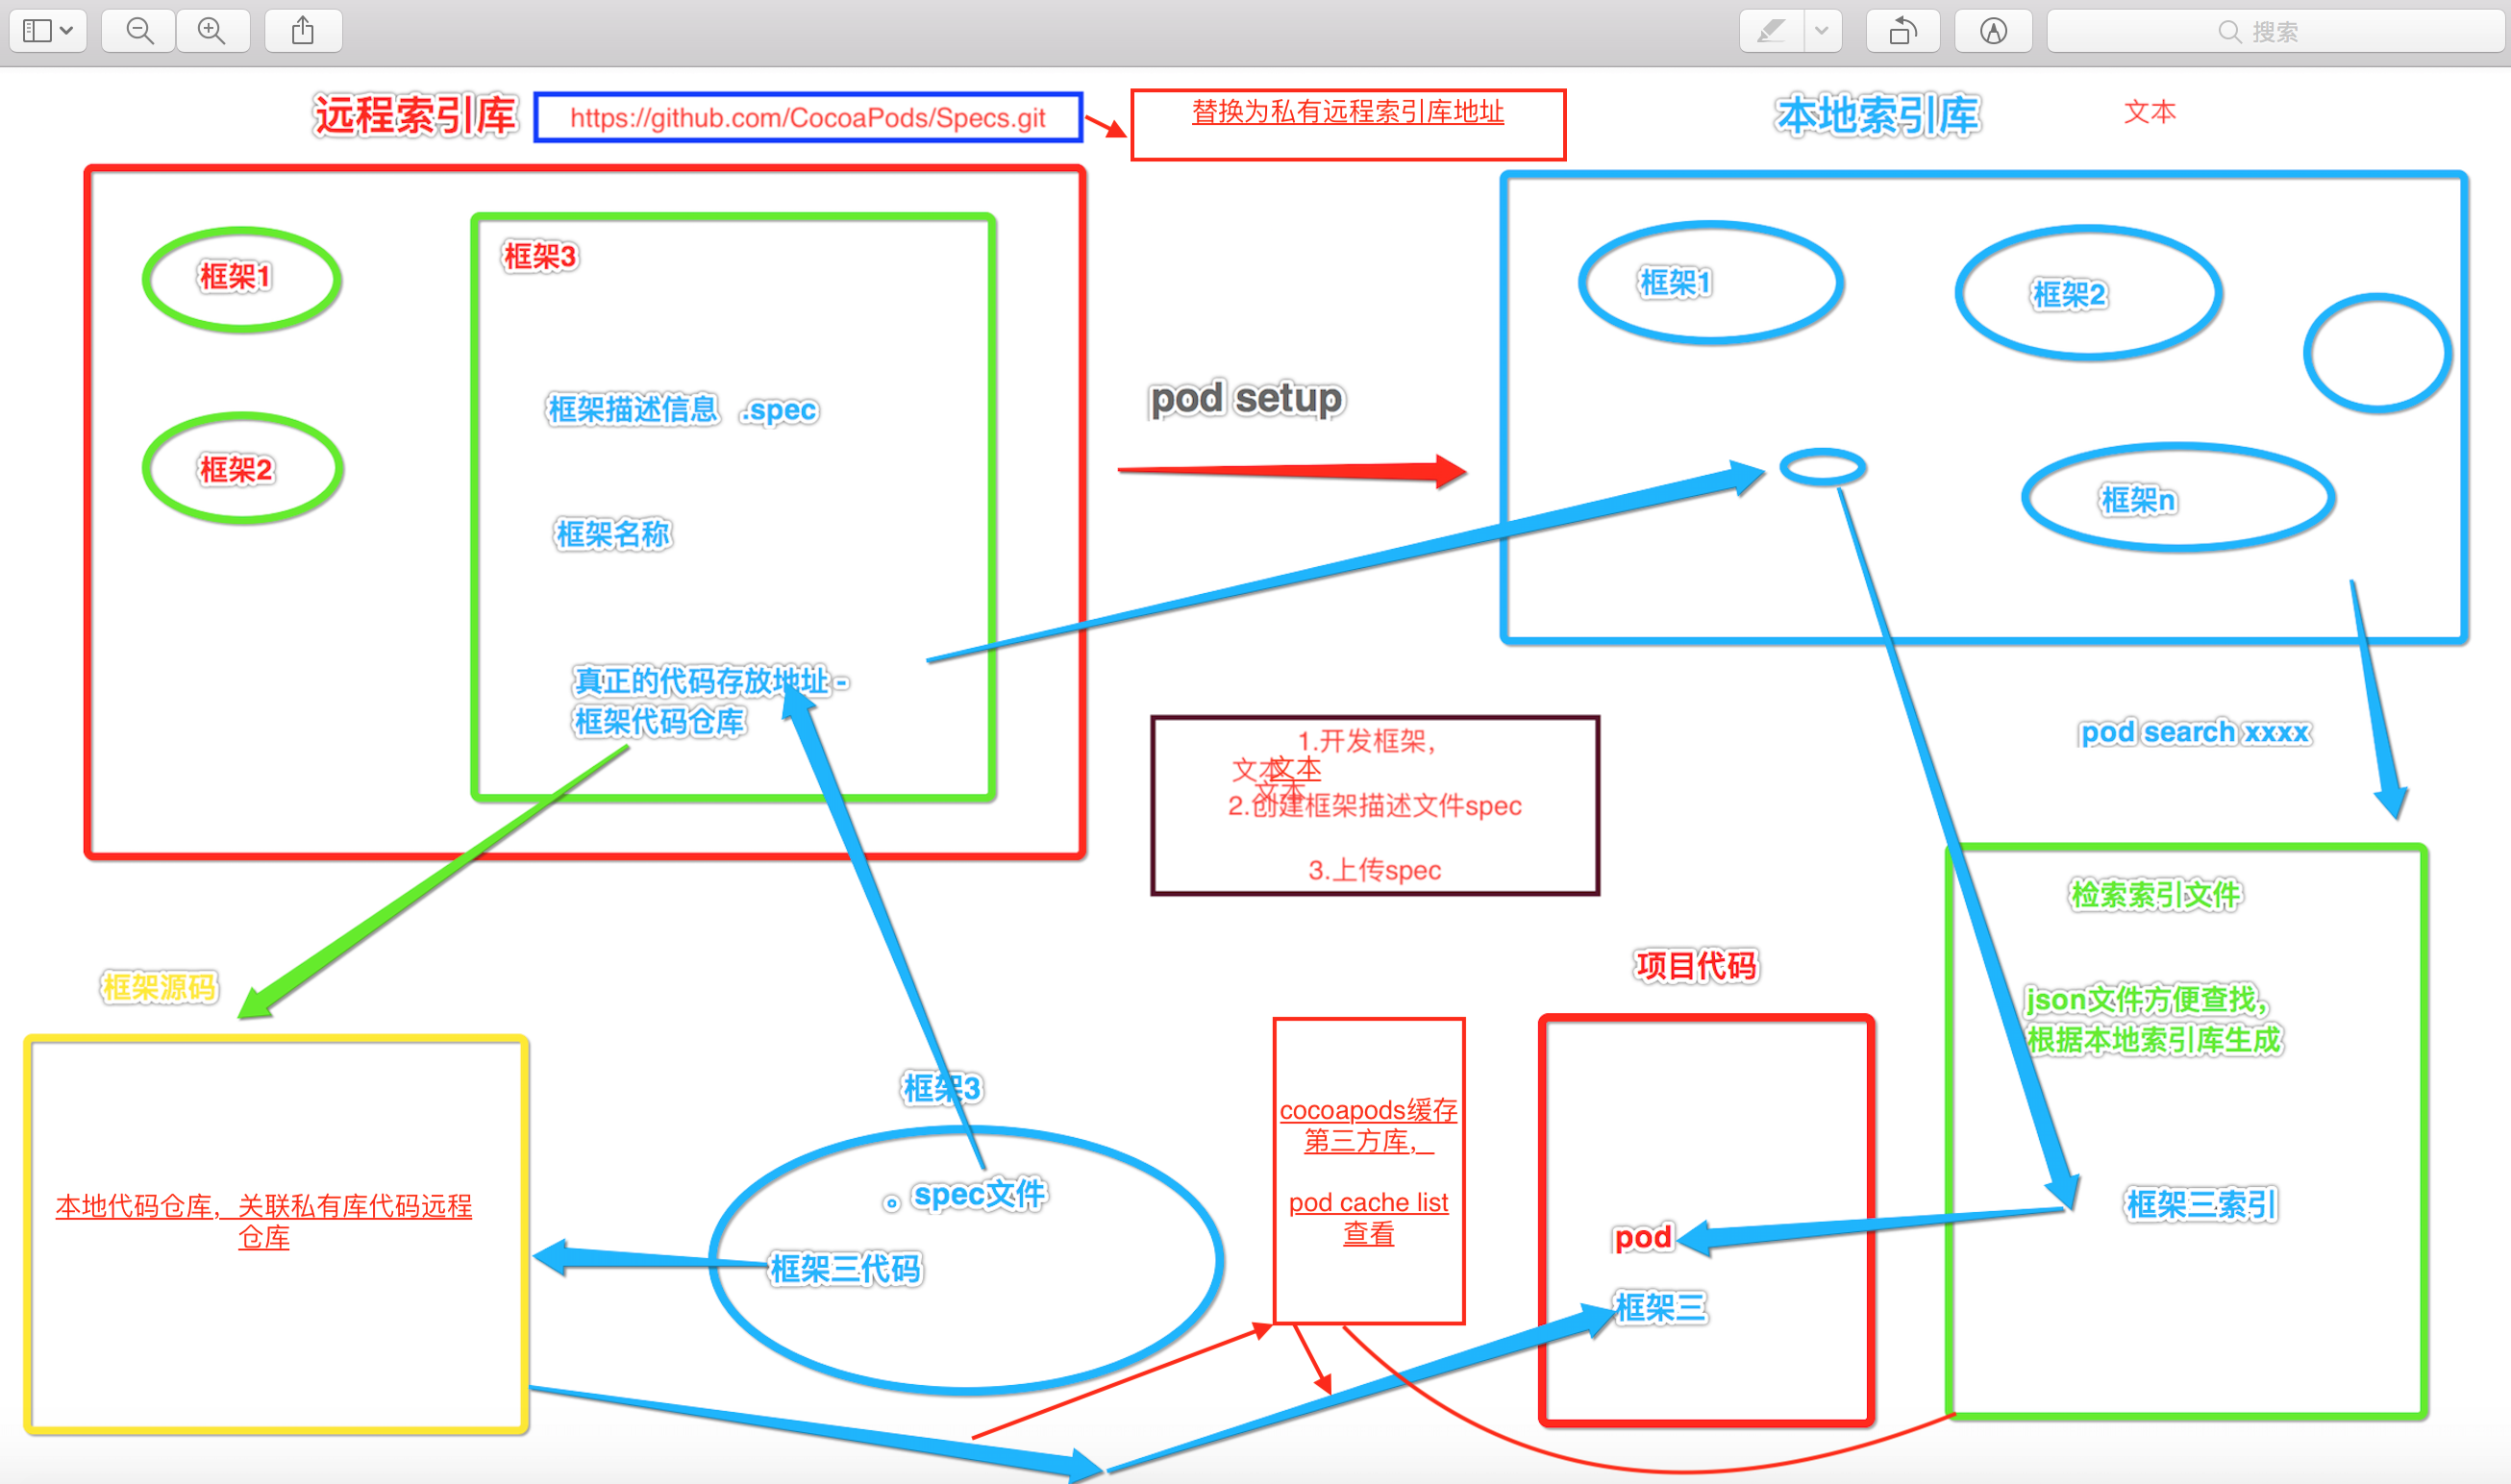 搜索
远程索引库
https://github.com/CocoaPods/Specs.git
替换为私有远程索引库地址
本地索引库
文本
框架1
框架2
框架3
框架描述信息 .spec
框架名称
真正的代码存放地址 -
框架代码仓库
pod setup
框架1
框架2
框架n
pod search xxxx
1.开发框架，
文本
文本
文本
2.创建框架描述文件spec
3.上传spec
检索索引文件
json文件方便查找，
根据本地索引库生成
框架三索引
项目代码
pod
框架三
框架源码
本地代码仓库，关联私有库代码远程
仓库
框架3
。spec文件
框架三代码
cocoapods缓存
第三方库，
pod cache list
查看